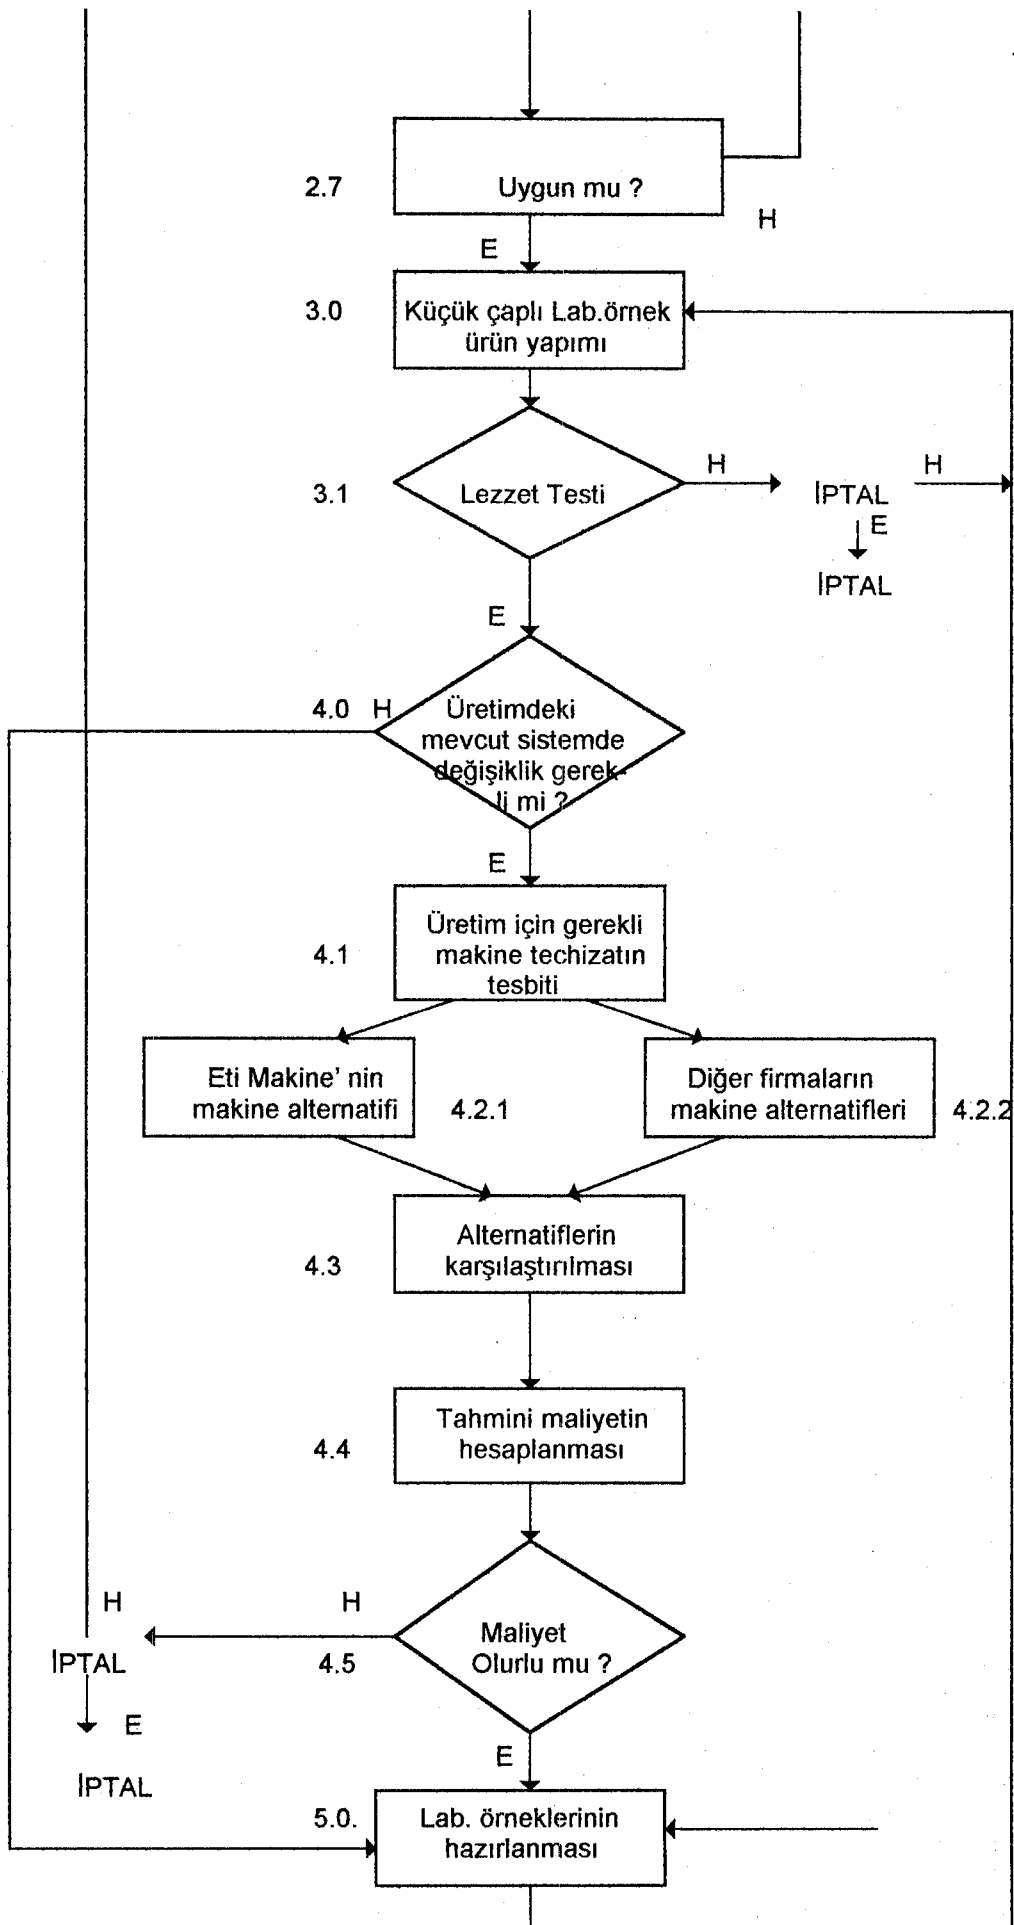 2.7
Uygun mu ?
H
E
3.0
Küçük çaplı Lab.örnek
ürün yapımı
3.1
Lezzet Testi
H
İPTAL
H
E
İPTAL
E
4.0
H
Üretimdeki
mevcut sistemde
değişiklik gerek-
li mi ?
E
4.1
Üretim için gerekli
makine techizatın
tesbiti
Eti Makine' nin
makine alternatifi
4.2.1
Diğer firmaların
makine alternatifleri
4.2.2
4.3
Alternatiflerin
karşılaştırılması
4.4
Tahmini maliyetin
hesaplanması
H
H
İPTAL
4.5
Maliyet
Olurlu mu ?
E
İPTAL
E
5.0.
Lab. örneklerinin
hazırlanması